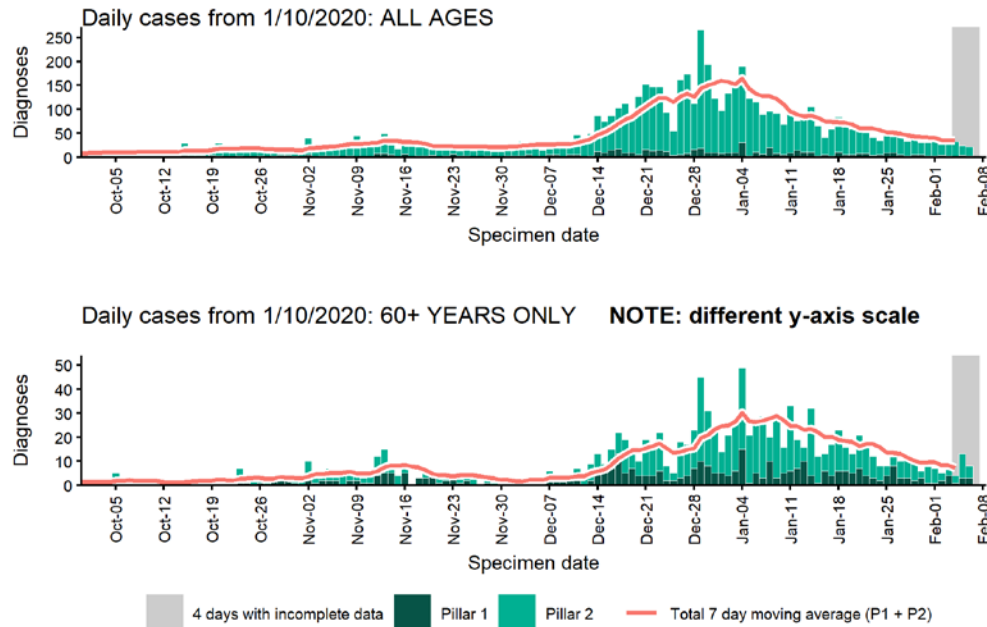 Daily cases from 1/10/2020: ALL AGES
250
200
150
100
50
0
Diagnoses
Oct-05
Oct-12
Oct-19
Oct-26
Nov-02
Nov-09
Nov-16
Nov-23
Nov-30
Dec-07
Dec-14
Dec-21
Dec-28
Jan-04
Jan-11
Jan-18
Jan-25
Feb-01
Feb-08
Specimen date
Daily cases from 1/10/2020: 60+ YEARS ONLY NOTE: different y-axis scale
50
40
30
20
10
0
Diagnoses
Oct-05
Oct-12
Oct-19
Oct-26
Nov-02
Nov-09
Nov-16
Nov-23
Nov-30
Dec-07
Dec-14
Dec-21
Dec-28
Jan-04
Jan-11
Jan-18
Jan-25
Feb-01
Feb-08
Specimen date
4 days with incomplete data Pillar 1 Pillar 2 Total 7 day moving average (P1 + P2)